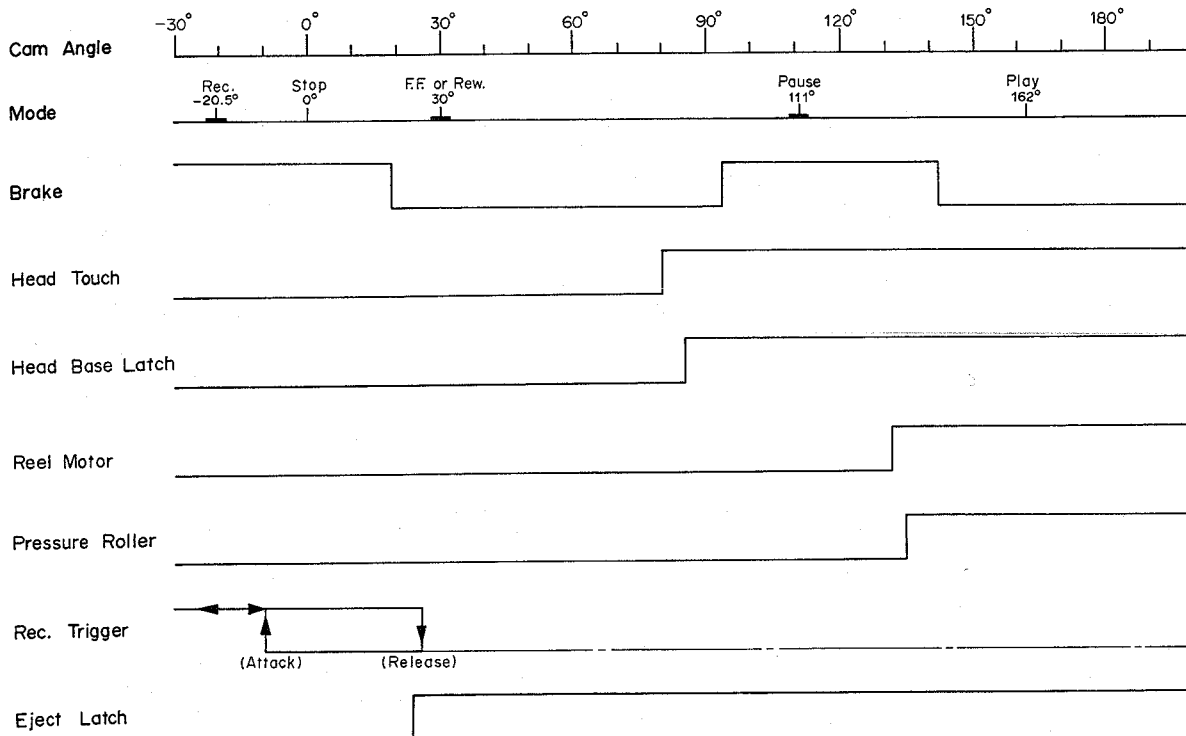 -30° 0° 30° 60° 90° 120° 150° 180°
Cam Angle
Rec. Stop F.F. or Rew. Pause Play
-20.5° 0° 30° 111° 162°
Mode
Brake
Head Touch
Head Base Latch
Reel Motor
Pressure Roller
Rec. Trigger
(Attack) (Release)
Eject Latch